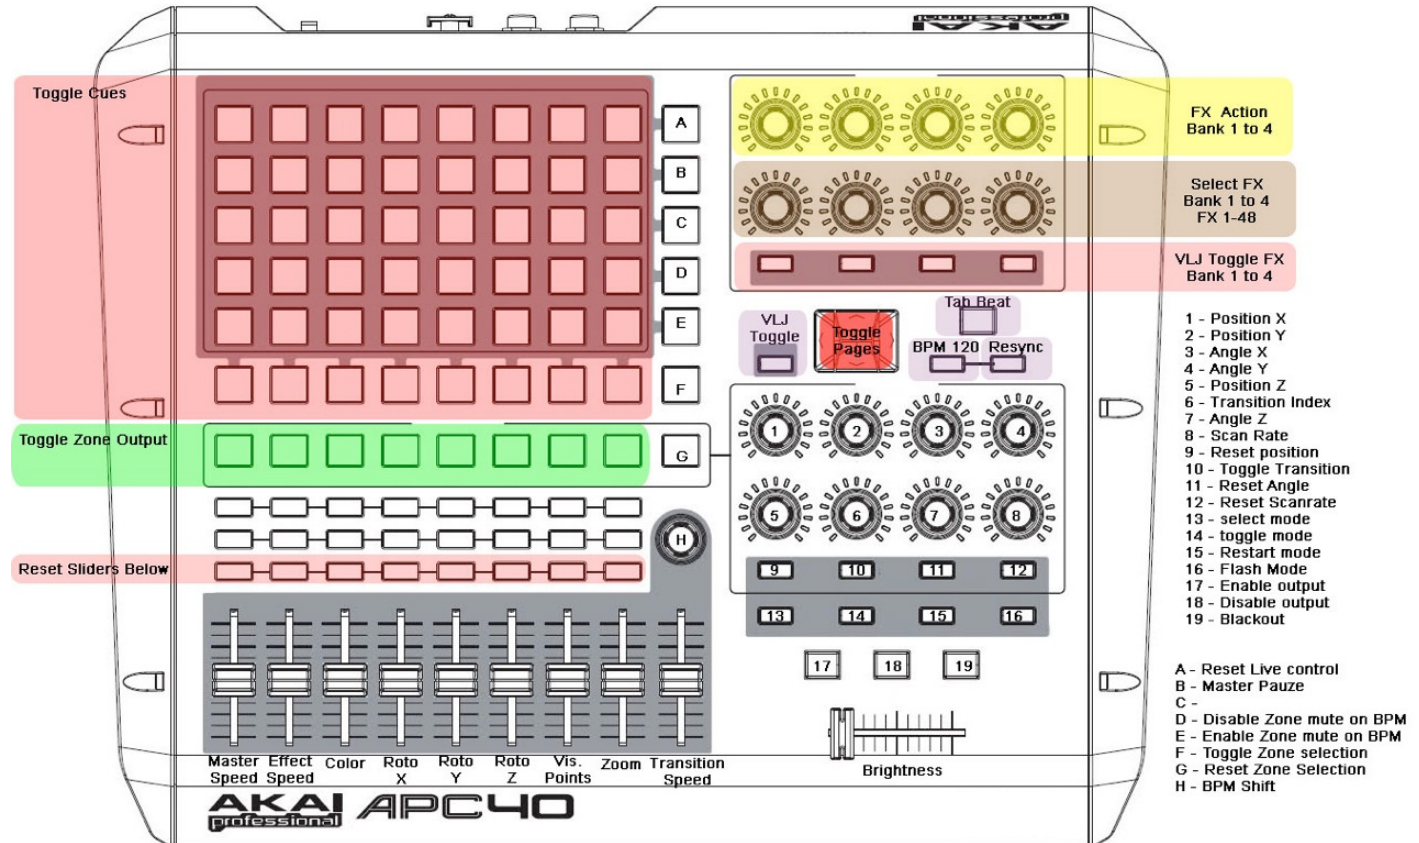 AKAI
professional
Toggle Cues
A
B
C
D
E
F
FX Action
Bank 1 to 4
Select FX
Bank 1 to 4
FX 1-48
VLJ Toggle FX
Bank 1 to 4
VLJ
Toggle
Toggle
Pages
Tab Beat
BPM 120
Resync
Toggle Zone Output
G
Reset Sliders Below
H
1
2
3
4
5
6
7
8
9
10
11
12
13
14
15
16
17
18
19
1 - Position X
2 - Position Y
3 - Angle X
4 - Angle Y
5 - Position Z
6 - Transition Index
7 - Angle Z
8 - Scan Rate
9 - Reset position
10 - Toggle Transition
11 - Reset Angle
12 - Reset Scanrate
13 - select mode
14 - toggle mode
15 - Restart mode
16 - Flash Mode
17 - Enable output
18 - Disable output
19 - Blackout
A - Reset Live control
B - Master Pauze
C -
D - Disable Zone mute on BPM
E - Enable Zone mute on BPM
F - Toggle Zone selection
G - Reset Zone Selection
H - BPM Shift
Master
Speed
Effect
Speed
Color
Roto
X
Roto
Y
Roto
Z
Vis.
Points
Zoom
Transition
Speed
Brightness
AKAI
professional
APC40